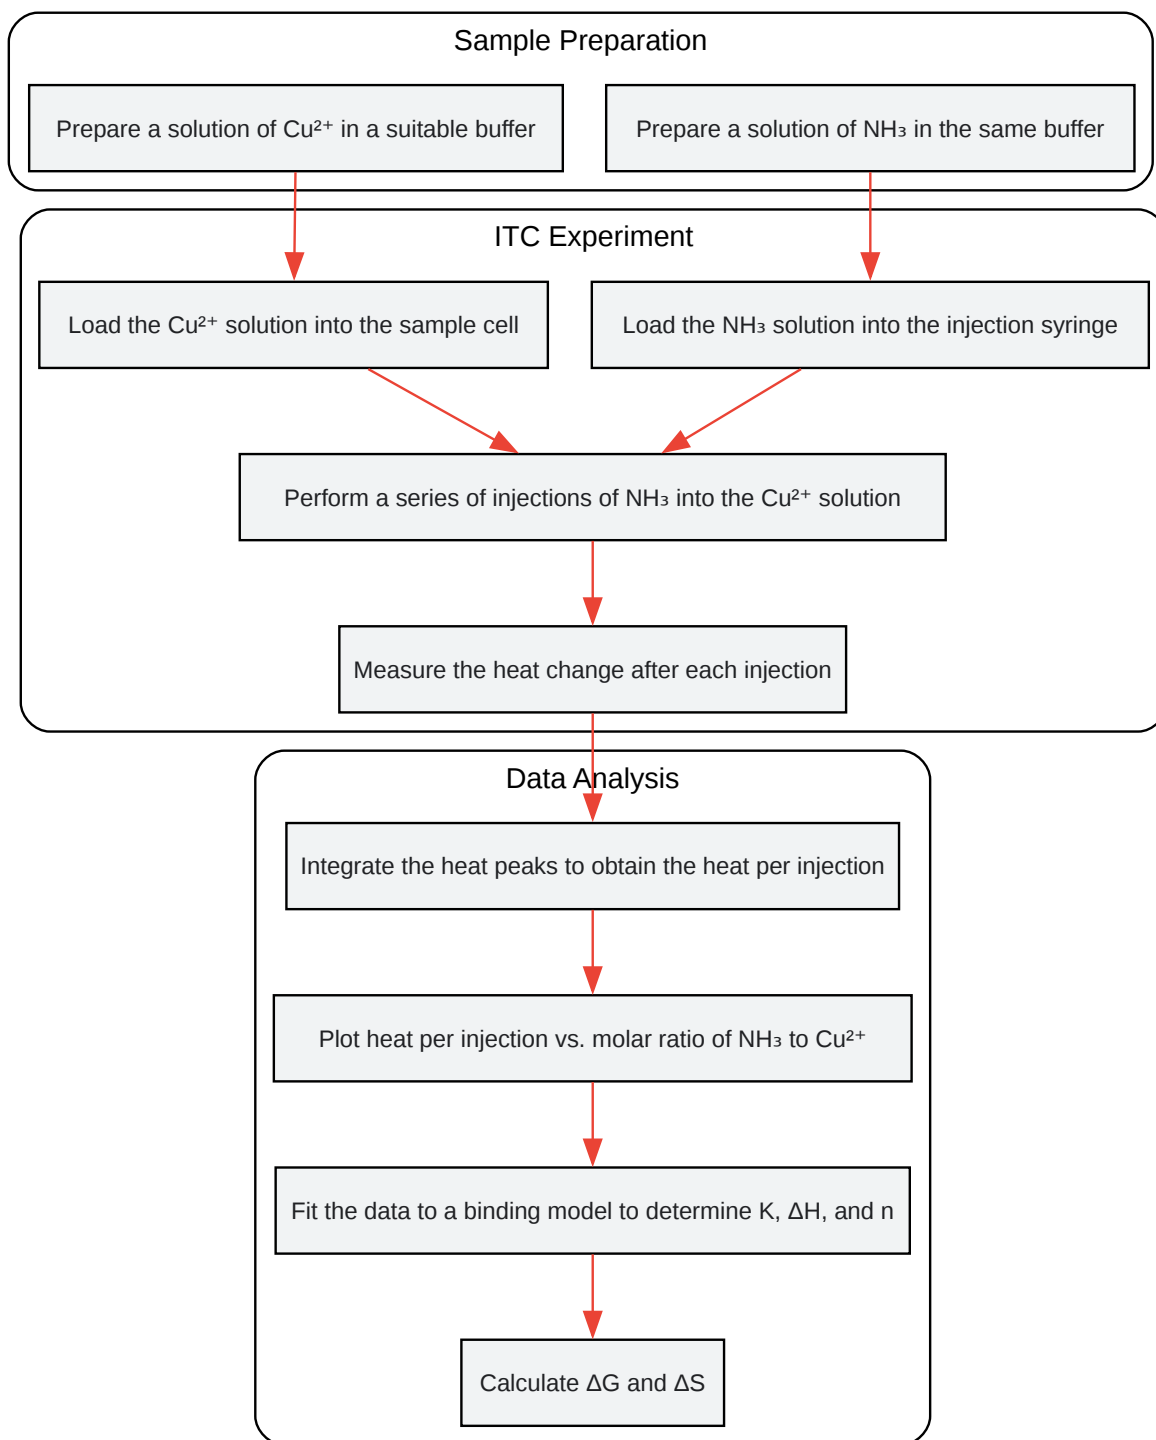 Sample Preparation
Prepare a solution of Cu²⁺ in a suitable buffer
Prepare a solution of NH₃ in the same buffer
ITC Experiment
Load the Cu²⁺ solution into the sample cell
Load the NH₃ solution into the injection syringe
Perform a series of injections of NH₃ into the Cu²⁺ solution
Measure the heat change after each injection
Data Analysis
Integrate the heat peaks to obtain the heat per injection
Plot heat per injection vs. molar ratio of NH₃ to Cu²⁺
Fit the data to a binding model to determine K, ΔH, and n
Calculate ΔG and ΔS